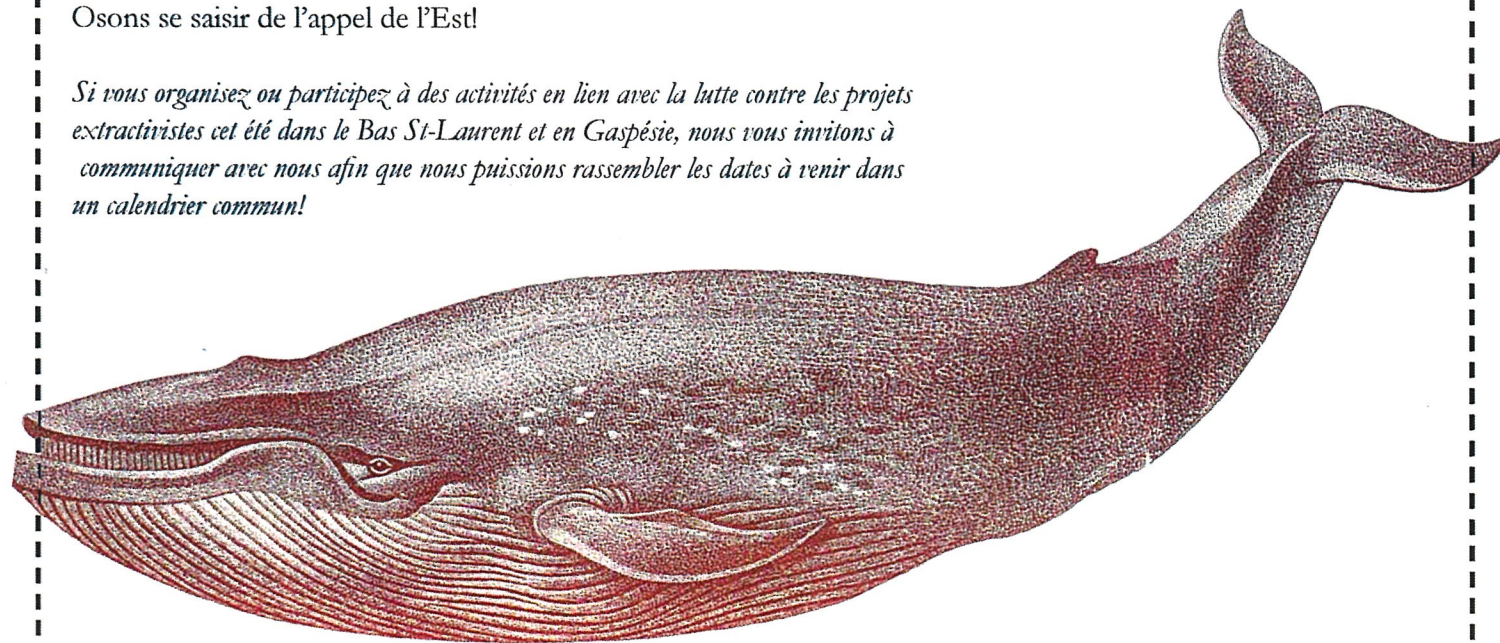 Osons se saisir de l'appel de l'Est!
Si vous organisez ou participez à des activités en lien avec la lutte contre les projets
extractivistes cet été dans le Bas St-Laurent et en Gaspésie, nous vous invitons à
communiquer avec nous afin que nous puissions rassembler les dates à venir dans
un calendrier commun!